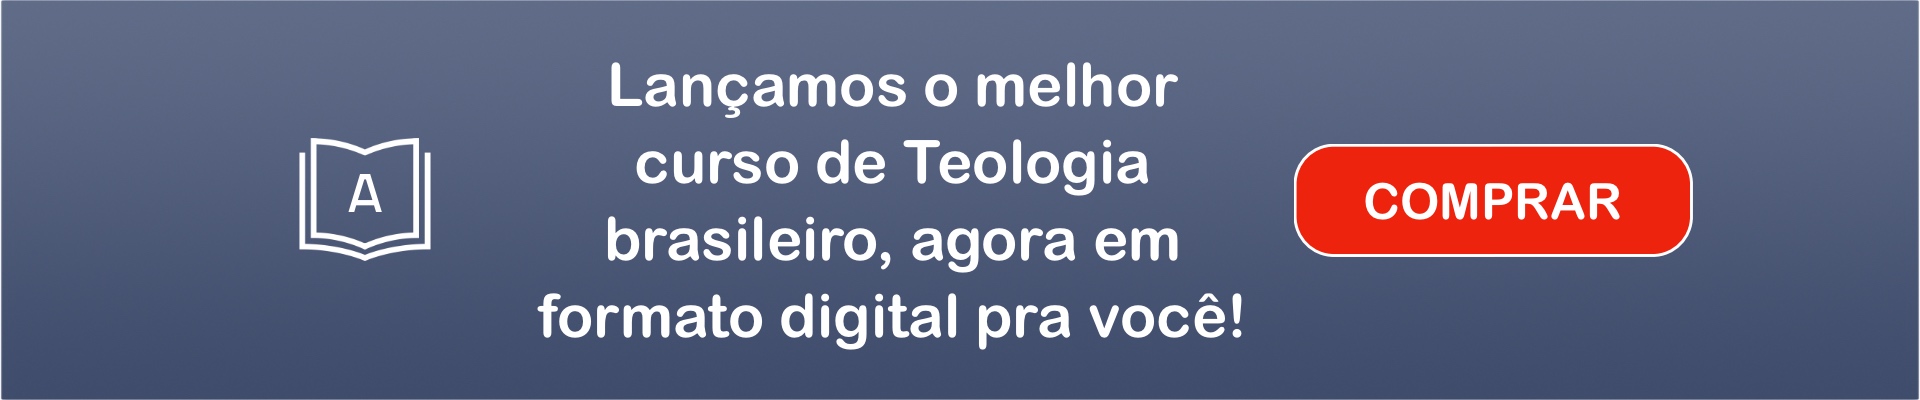 A
Lançamos o melhor
curso de Teologia
brasileiro, agora em
formato digital pra você!
COMPRAR